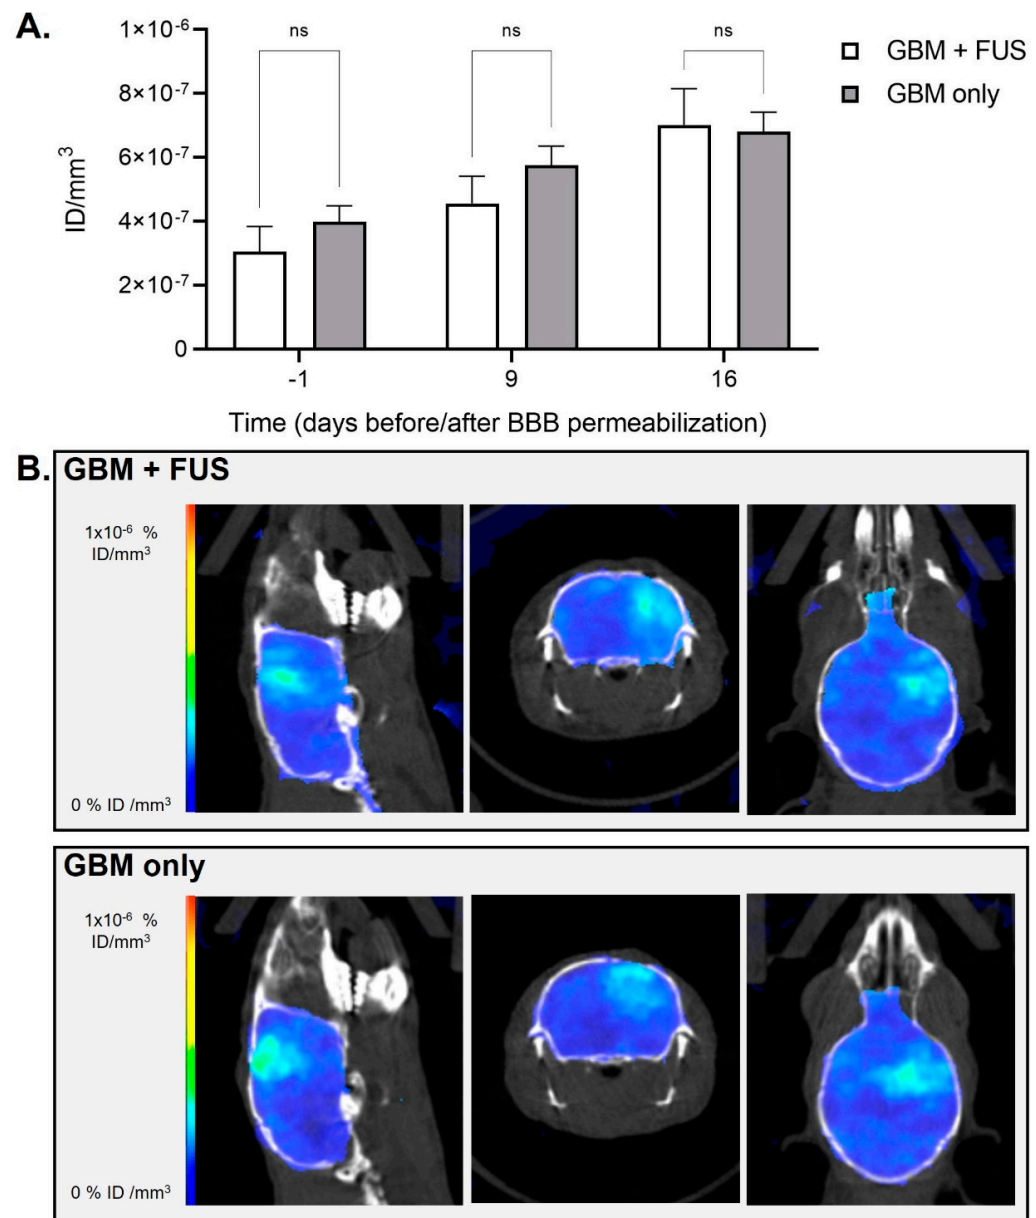 A.
1×10⁻⁶
8×10⁻⁷
6×10⁻⁷
4×10⁻⁷
2×10⁻⁷
0
ID/mm³
ns
ns
ns
GBM + FUS
GBM only
-1
9
16
Time (days before/after BBB permeabilization)
B.
GBM + FUS
1x10⁻⁶ %
ID/mm³
0 % ID /mm³
GBM only
1x10⁻⁶ %
ID/mm³
0 % ID /mm³